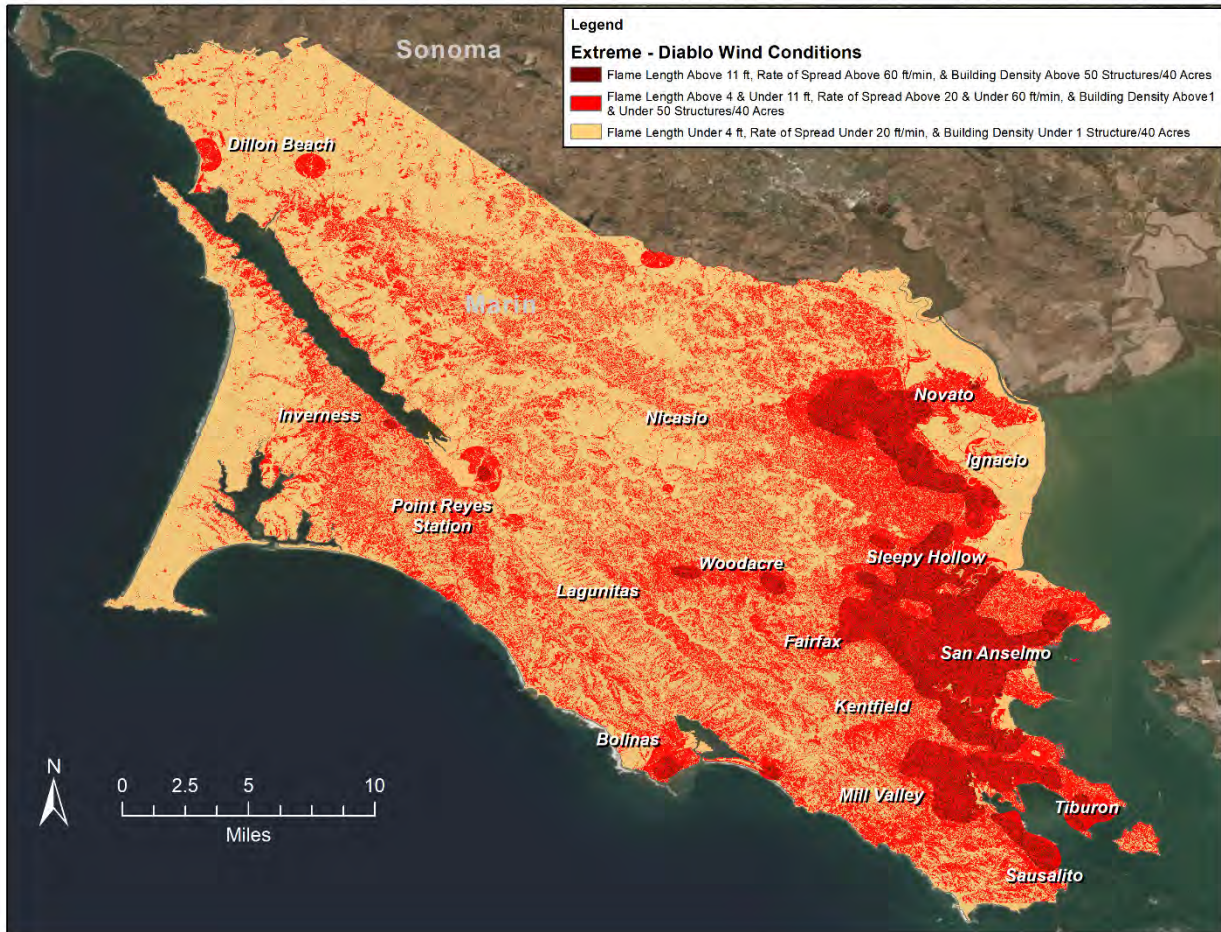 Legend
Extreme - Diablo Wind Conditions
Flame Length Above 11 ft, Rate of Spread Above 60 ft/min, & Building Density Above 50 Structures/40 Acres
Flame Length Above 4 & Under 11 ft, Rate of Spread Above 20 & Under 60 ft/min, & Building Density Above1
& Under 50 Structures/40 Acres
Flame Length Under 4 ft, Rate of Spread Under 20 ft/min, & Building Density Under 1 Structure/40 Acres
Sonoma
Dillon Beach
Marin
Novato
Inverness
Nicasio
Ignacio
Point Reyes
Station
Sleepy Hollow
Woodacre
Lagunitas
Fairfax
San Anselmo
Kentfield
Bolinas
N
0 2.5 5 10
Miles
Mill Valley
Tiburon
Sausalito